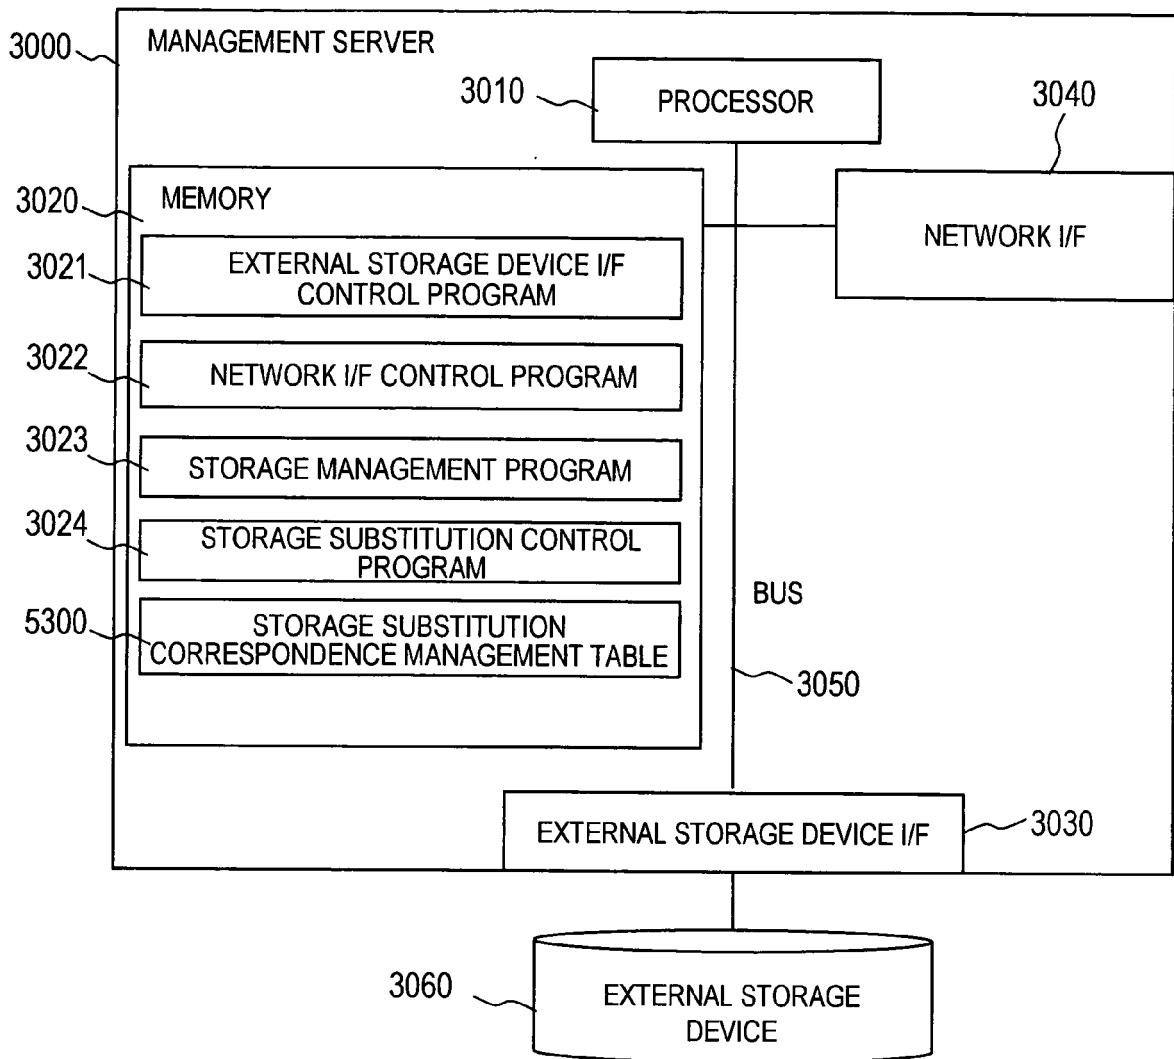 3000
MANAGEMENT SERVER
3010
PROCESSOR
3040
NETWORK I/F
3020
MEMORY
3021
EXTERNAL STORAGE DEVICE I/F
CONTROL PROGRAM
3022
NETWORK I/F CONTROL PROGRAM
3023
STORAGE MANAGEMENT PROGRAM
3024
STORAGE SUBSTITUTION CONTROL
PROGRAM
5300
STORAGE SUBSTITUTION
CORRESPONDENCE MANAGEMENT TABLE
BUS
3050
EXTERNAL STORAGE DEVICE I/F
3030
3060
EXTERNAL STORAGE
DEVICE